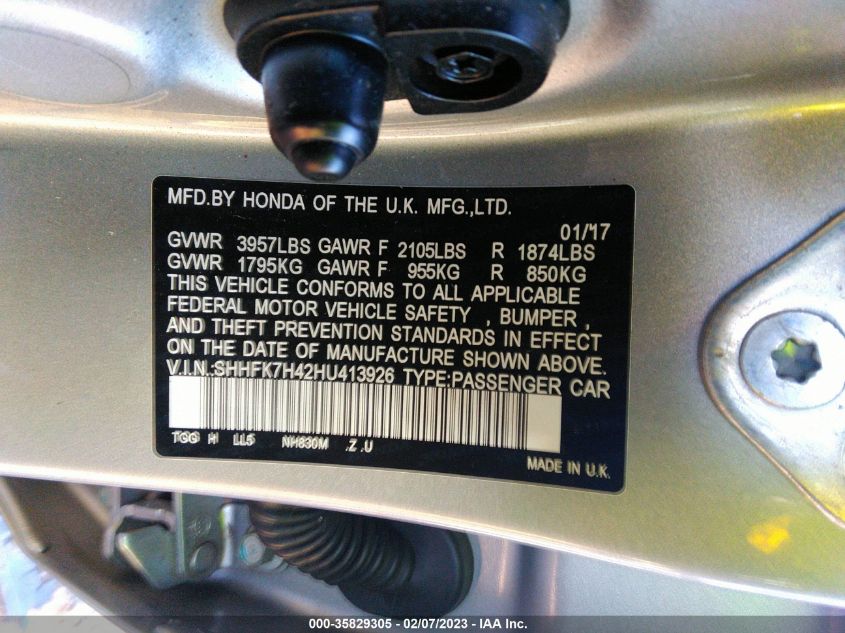 MFD.BY HONDA OF THE U.K. MFG.,LTD.
01/17
GVWR 3957LBS GAWR F 2105LBS R 1874LBS
GVWR 1795KG GAWR F 955KG R 850KG
THIS VEHICLE CONFORMS TO ALL APPLICABLE
FEDERAL MOTOR VEHICLE SAFETY , BUMPER ,
AND THEFT PREVENTION STANDARDS IN EFFECT
ON THE DATE OF MANUFACTURE SHOWN ABOVE.
V.I.N.:SHHFK7H42HU413926 TYPE:PASSENGER CAR
TGG H LL5 NH830M .Z .U
MADE IN U.K.
000-35829305 - 02/07/2023 - IAA Inc.